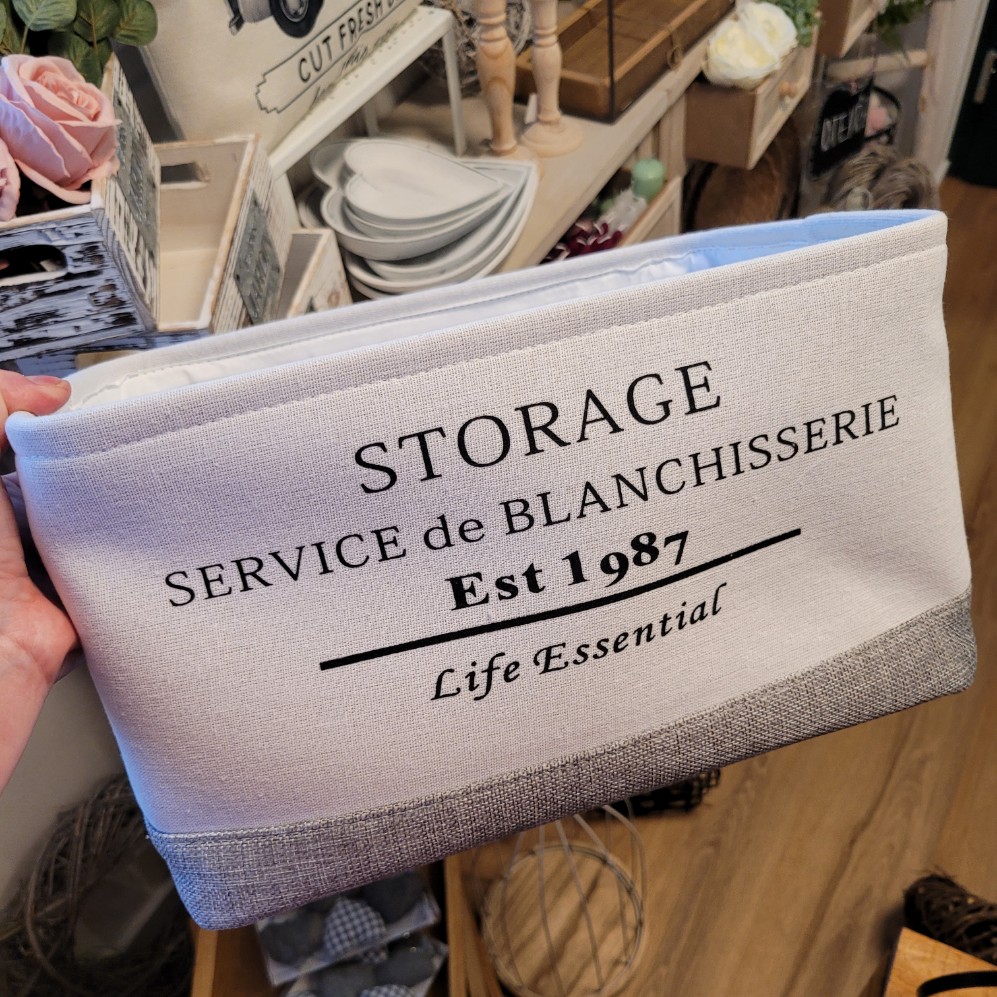 CUT FRESH
STORAGE
SERVICE de BLANCHISSERIE
Est 1987
Life Essential